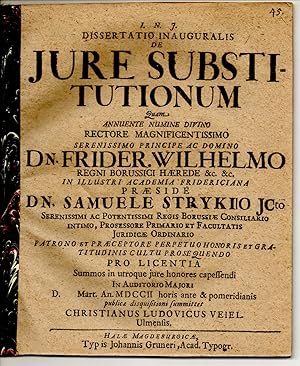 45.
I. N. J.
DISSERTATIO INAUGURALIS
DE
JURE SUBSTI-
TUTIONUM
Quam
ANNUENTE NUMINE DIVINO
RECTORE MAGNIFICENTISSIMO
SERENISSIMO PRINCIPE AC DOMINO
DN. FRIDER. WILHELMO
REGNI BORUSSICI HÆREDE &c. &c.
IN ILLUSTRI ACADEMIA FRIDERICIANA
PRÆSIDE
DN. SAMUELE STRYKIO JCto
SERENISSIMI AC POTENTISSIMI REGIS BORUSSIÆ CONSILIARIO
INTIMO, PROFESSORE PRIMARIO ET FACULTATIS
JURIDICÆ ORDINARIO
PATRONO ET PRÆCEPTORE PERPETUO HONORIS ET GRA-
TITUDINIS CULTU PROSEQUENDO
PRO LICENTIA
Summos in utroque jure honores capessendi
IN AUDITORIO MAJORI
D. Mart. An. MDCCII horis ante & pomeridianis
publicæ disquisitioni submittet
CHRISTIANUS LUDOVICUS VEIEL.
Ulmensis,
HALÆ MAGDEBURGICÆ,
Typis Johannis Gruneri, Acad. Typogr.